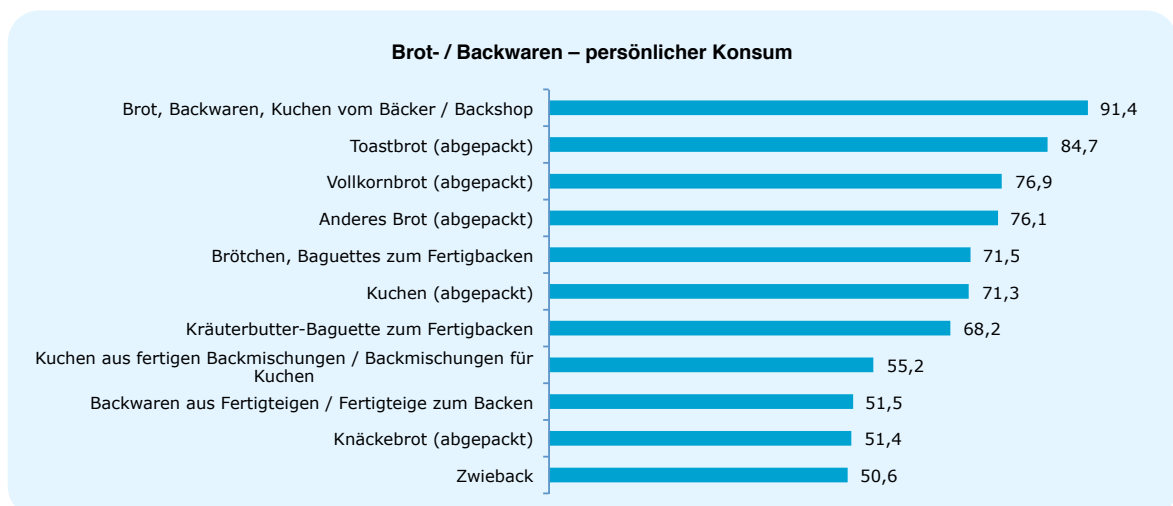 Brot- / Backwaren – persönlicher Konsum
Brot, Backwaren, Kuchen vom Bäcker / Backshop 91,4
Toastbrot (abgepackt) 84,7
Vollkornbrot (abgepackt) 76,9
Anderes Brot (abgepackt) 76,1
Brötchen, Baguettes zum Fertigbacken 71,5
Kuchen (abgepackt) 71,3
Kräuterbutter-Baguette zum Fertigbacken 68,2
Kuchen aus fertigen Backmischungen / Backmischungen für
Kuchen 55,2
Backwaren aus Fertigteigen / Fertigteige zum Backen 51,5
Knäckebrot (abgepackt) 51,4
Zwieback 50,6